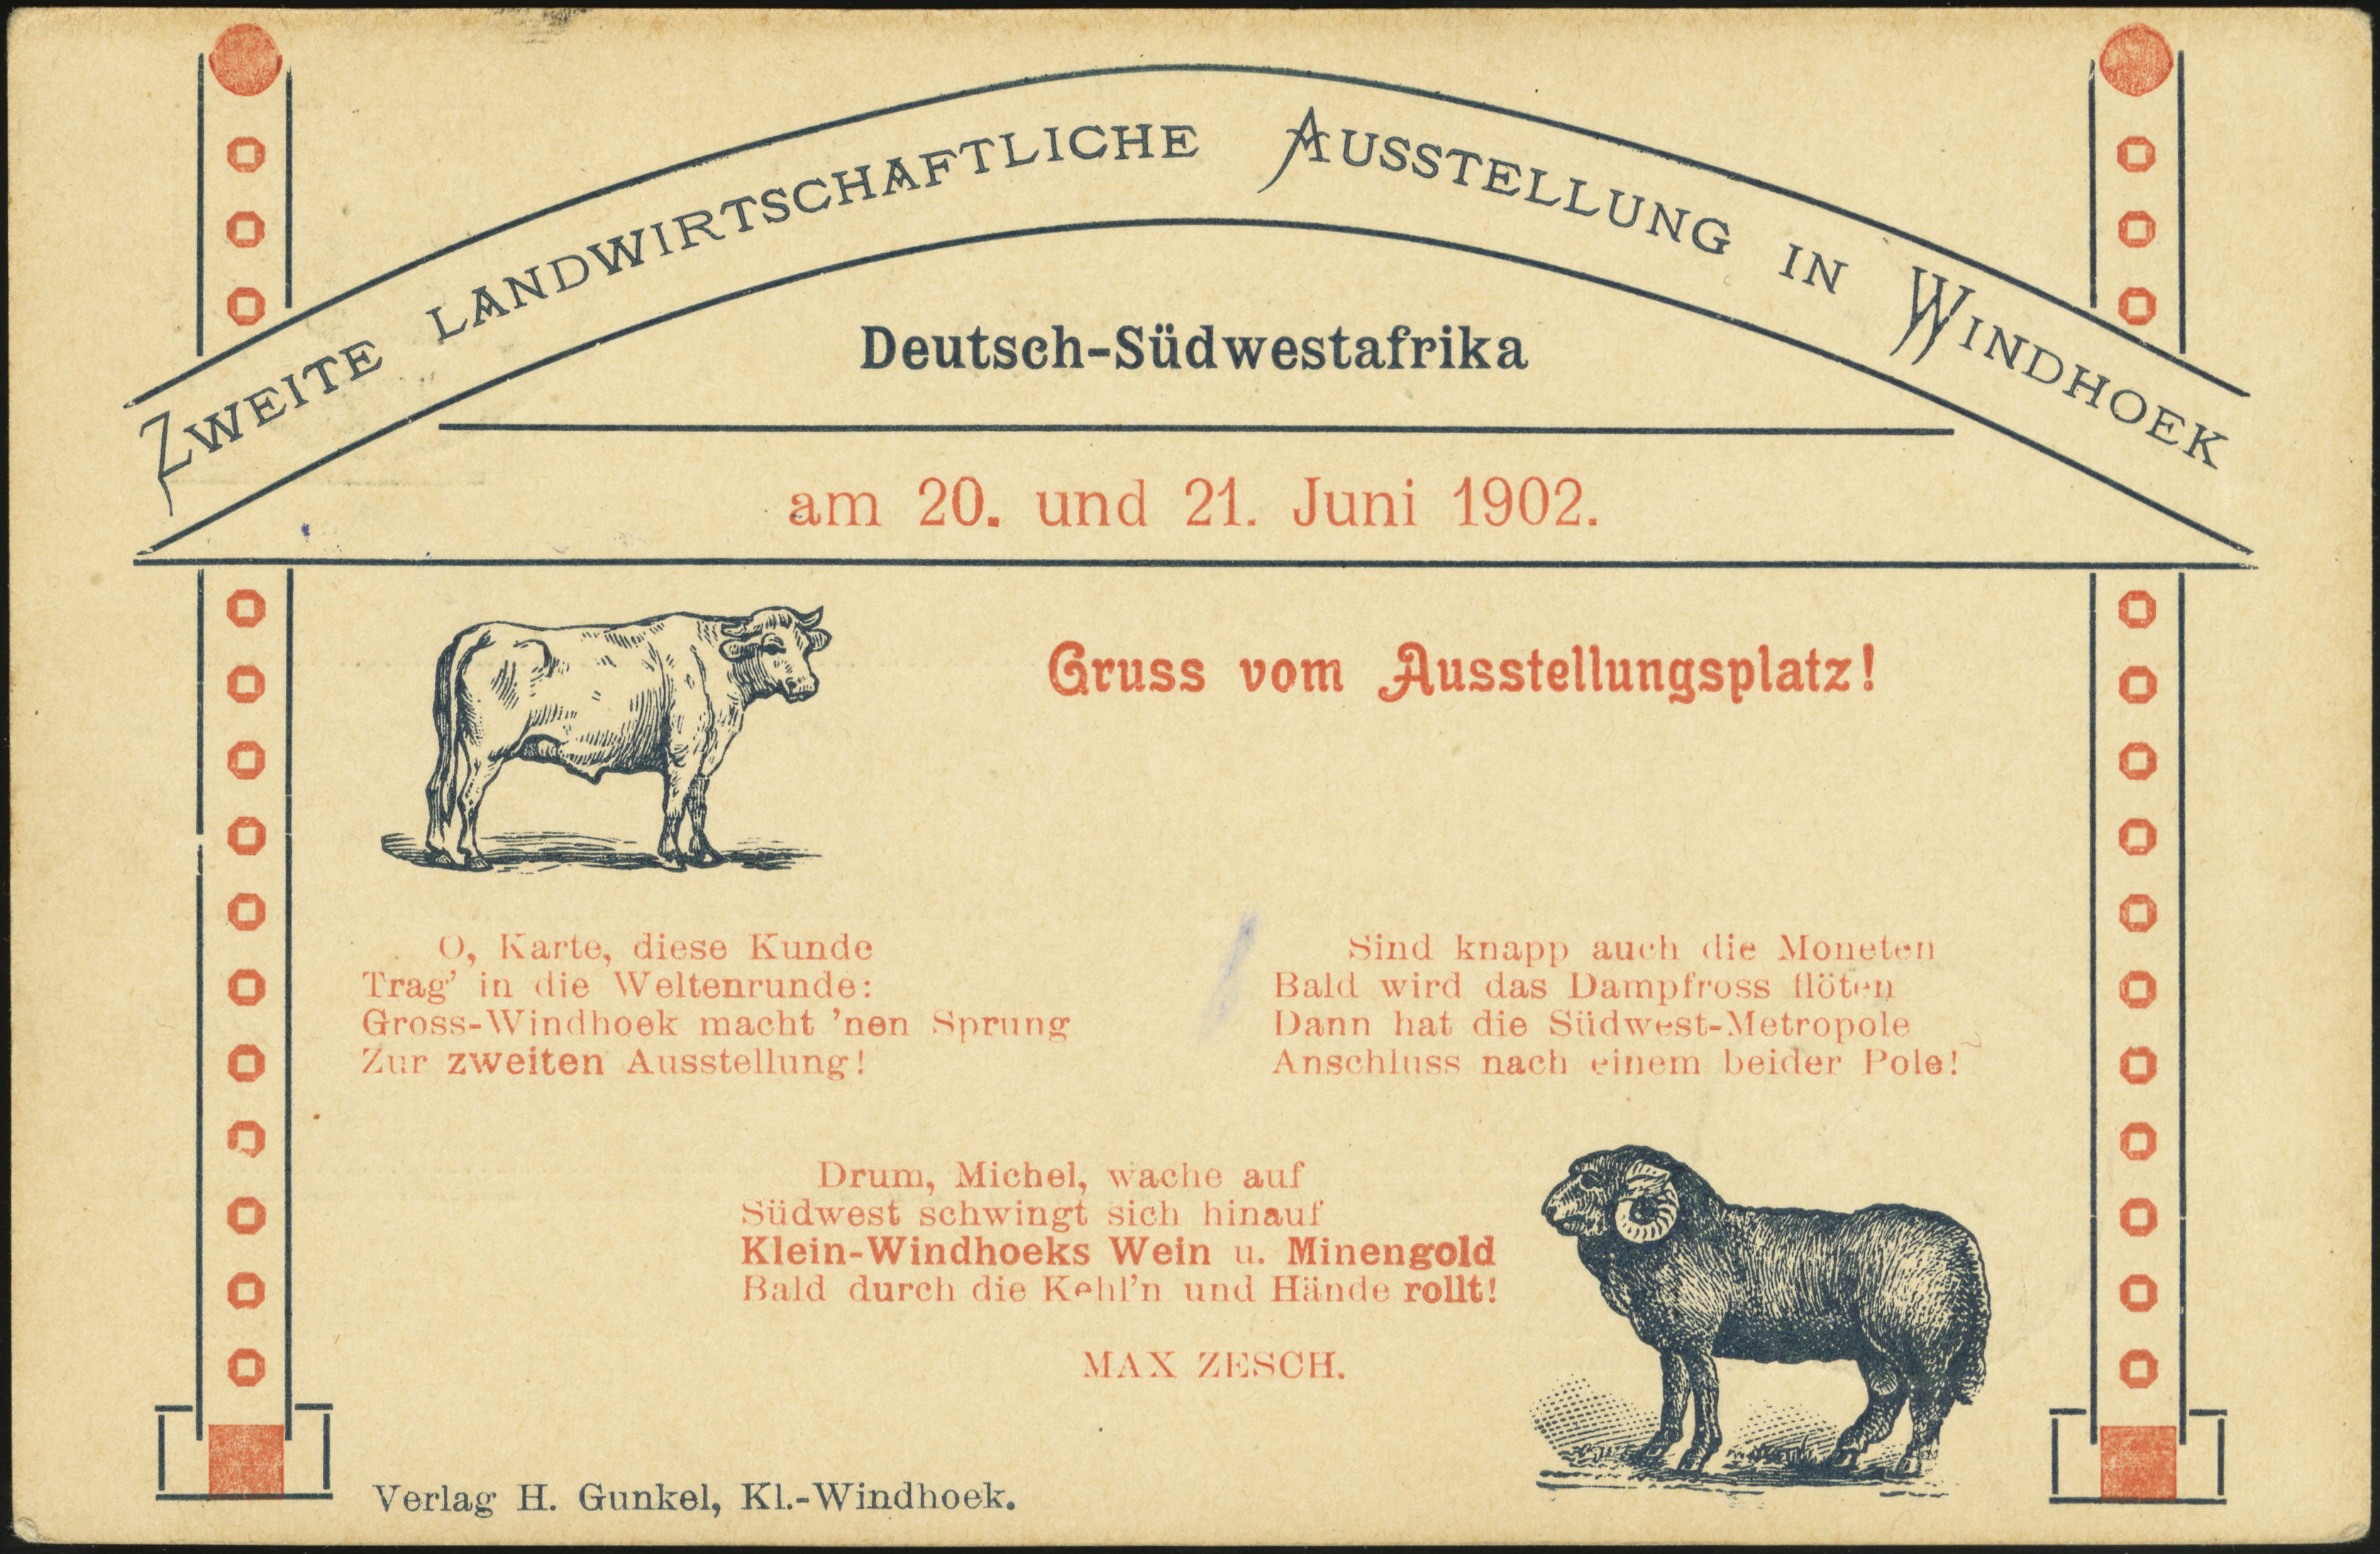 ZWEITE LANDWIRTSCHAFTLICHE AUSSTELLUNG IN WINDHOEK
Deutsch-Südwestafrika
am 20. und 21. Juni 1902.
Gruss vom Ausstellungsplatz!
O, Karte, diese Kunde
Trag' in die Weltenrunde:
Gross-Windhoek macht 'nen Sprung
Zur zweiten Ausstellung!
Sind knapp auch die Moneten
Bald wird das Dampfross flöten
Dann hat die Südwest-Metropole
Anschluss nach einem beider Pole!
Drum, Michel, wache auf
Südwest schwingt sich hinauf
Klein-Windhoeks Wein u. Minengold
Bald durch die Kehl'n und Hände rollt!
MAX ZESCH.
Verlag H. Gunkel, Kl.-Windhoek.